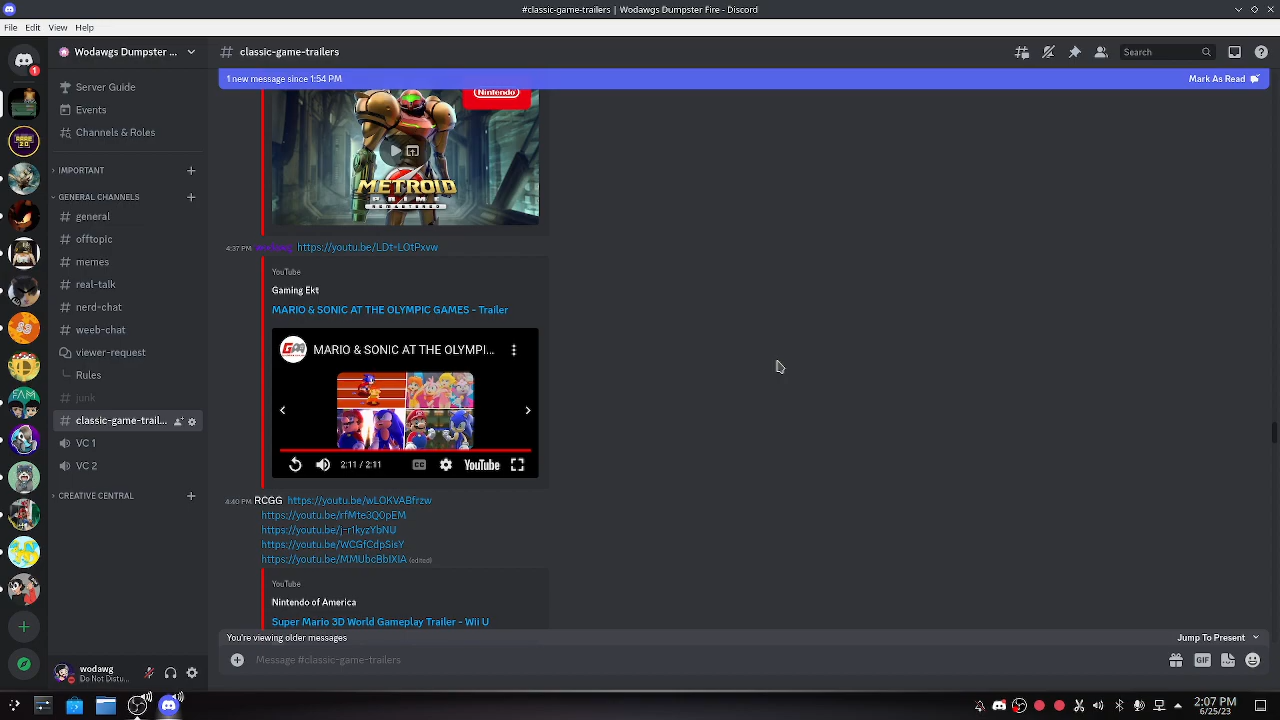 #classic-game-trailers | Wodawgs Dumpster Fire - Discord
File Edit View Help
Wodawgs Dumpster ...
classic-game-trailers
Search
1
1 new message since 1:54 PM
Mark As Read
Server Guide
Events
Channels & Roles
IMPORTANT
GENERAL CHANNELS
general
offtopic
memes
real-talk
nerd-chat
weeb-chat
viewer-request
Rules
junk
classic-game-trail...
VC 1
VC 2
CREATIVE CENTRAL
Nintendo
METROID
PRIME
REMASTERED
4:37 PM
YouTube
Gaming Ekt
MARIO & SONIC AT THE OLYMPIC GAMES - Trailer
MARIO & SONIC AT THE OLYMPI...
2:11 / 2:11
CC
YouTube
4:40 PM RCGG https://youtu.be/wLOKVABfrzw
https://youtu.be/rfMte3Q0pEM
https://youtu.be/j-r1kyzYbNU
https://youtu.be/WCGfCdpSisY
https://youtu.be/MMUbcBbIXIA (edited)
YouTube
Nintendo of America
Super Mario 3D World Gameplay Trailer - Wii U
You're viewing older messages
Jump To Present
wodawg
Do Not Distu...
Message #classic-game-trailers
GIF
2:07 PM
6/25/23